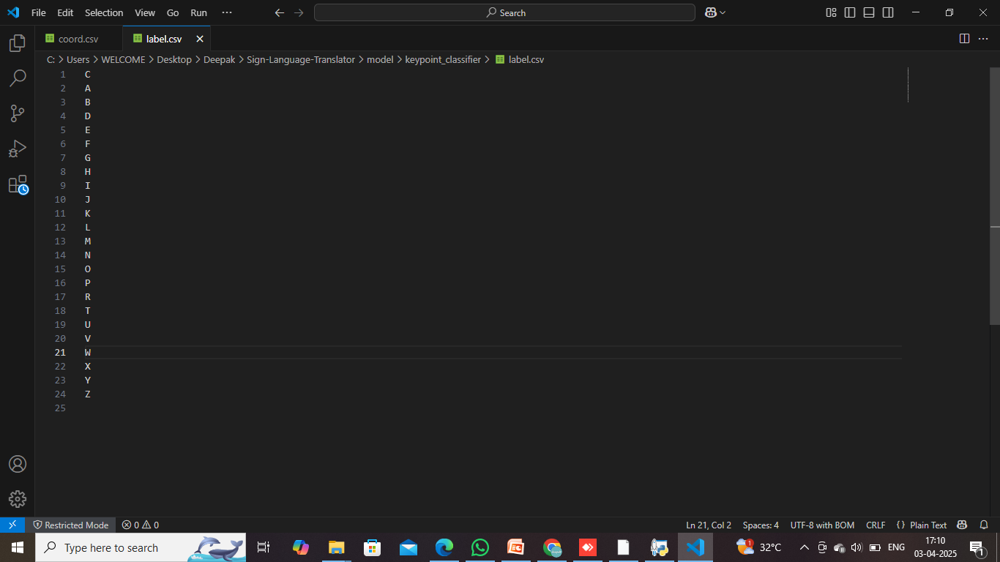 File Edit Selection View Go Run ··· Search
coord.csv label.csv
C: > Users > WELCOME > Desktop > Deepak > Sign-Language-Translator > model > keypoint_classifier > label.csv
1 C
2 A
3 B
4 D
5 E
6 F
7 G
8 H
9 I
10 J
11 K
12 L
13 M
14 N
15 O
16 P
17 R
18 T
19 U
20 V
21 W
22 X
23 Y
24 Z
25
Restricted Mode 0 0 Ln 21, Col 2 Spaces: 4 UTF-8 with BOM CRLF {} Plain Text
Type here to search 1 32°C ENG 17:10
03-04-2025 1